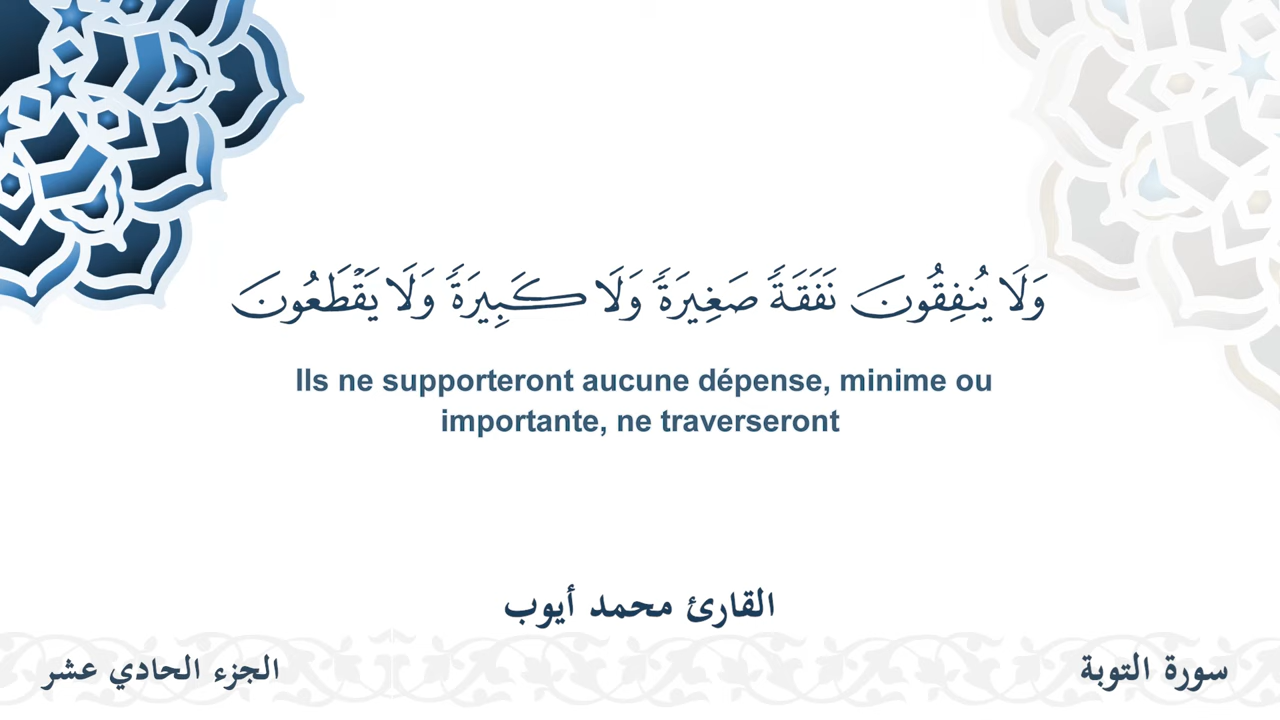 وَلَا يُنفِقُونَ نَفَقَةً صَغِيرَةً وَلَا كَبِيرَةً وَلَا يَقْطَعُونَ
Ils ne supporteront aucune dépense, minime ou
importante, ne traverseront
القارئ محمد أيوب
سورة التوبة
الجزء الحادي عشر